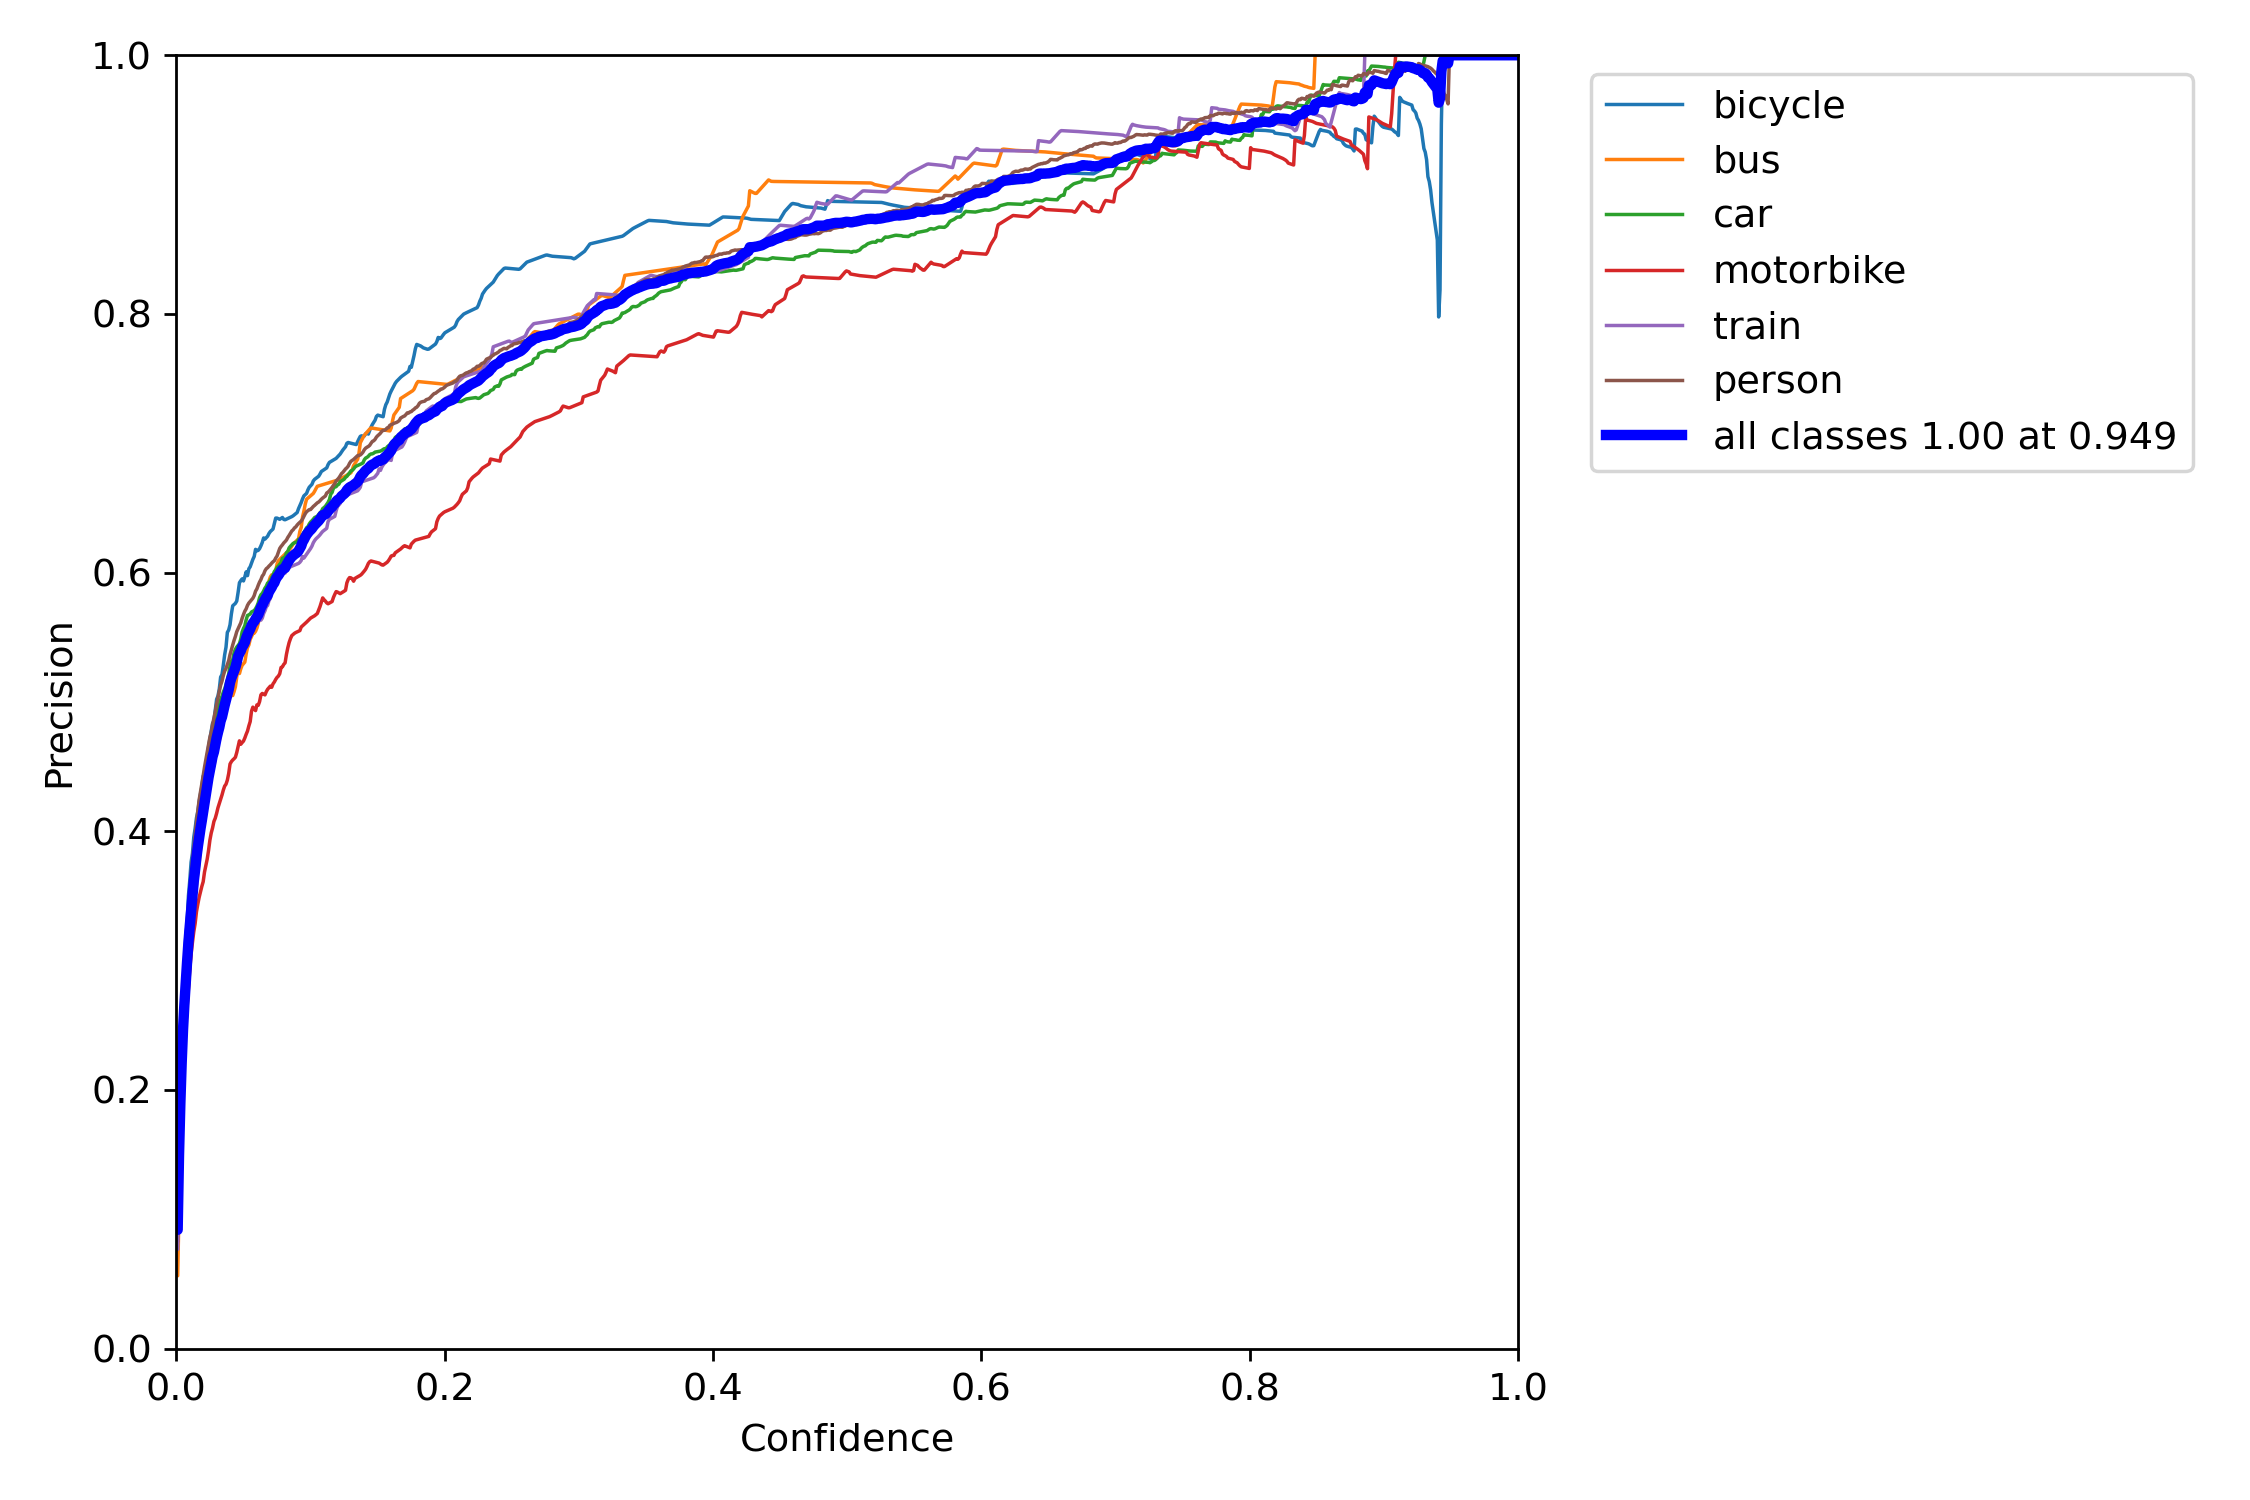 1.0
0.8
0.6
0.4
0.2
0.0
Precision
0.0 0.2 0.4 0.6 0.8 1.0
Confidence
bicycle
bus
car
motorbike
train
person
all classes 1.00 at 0.949